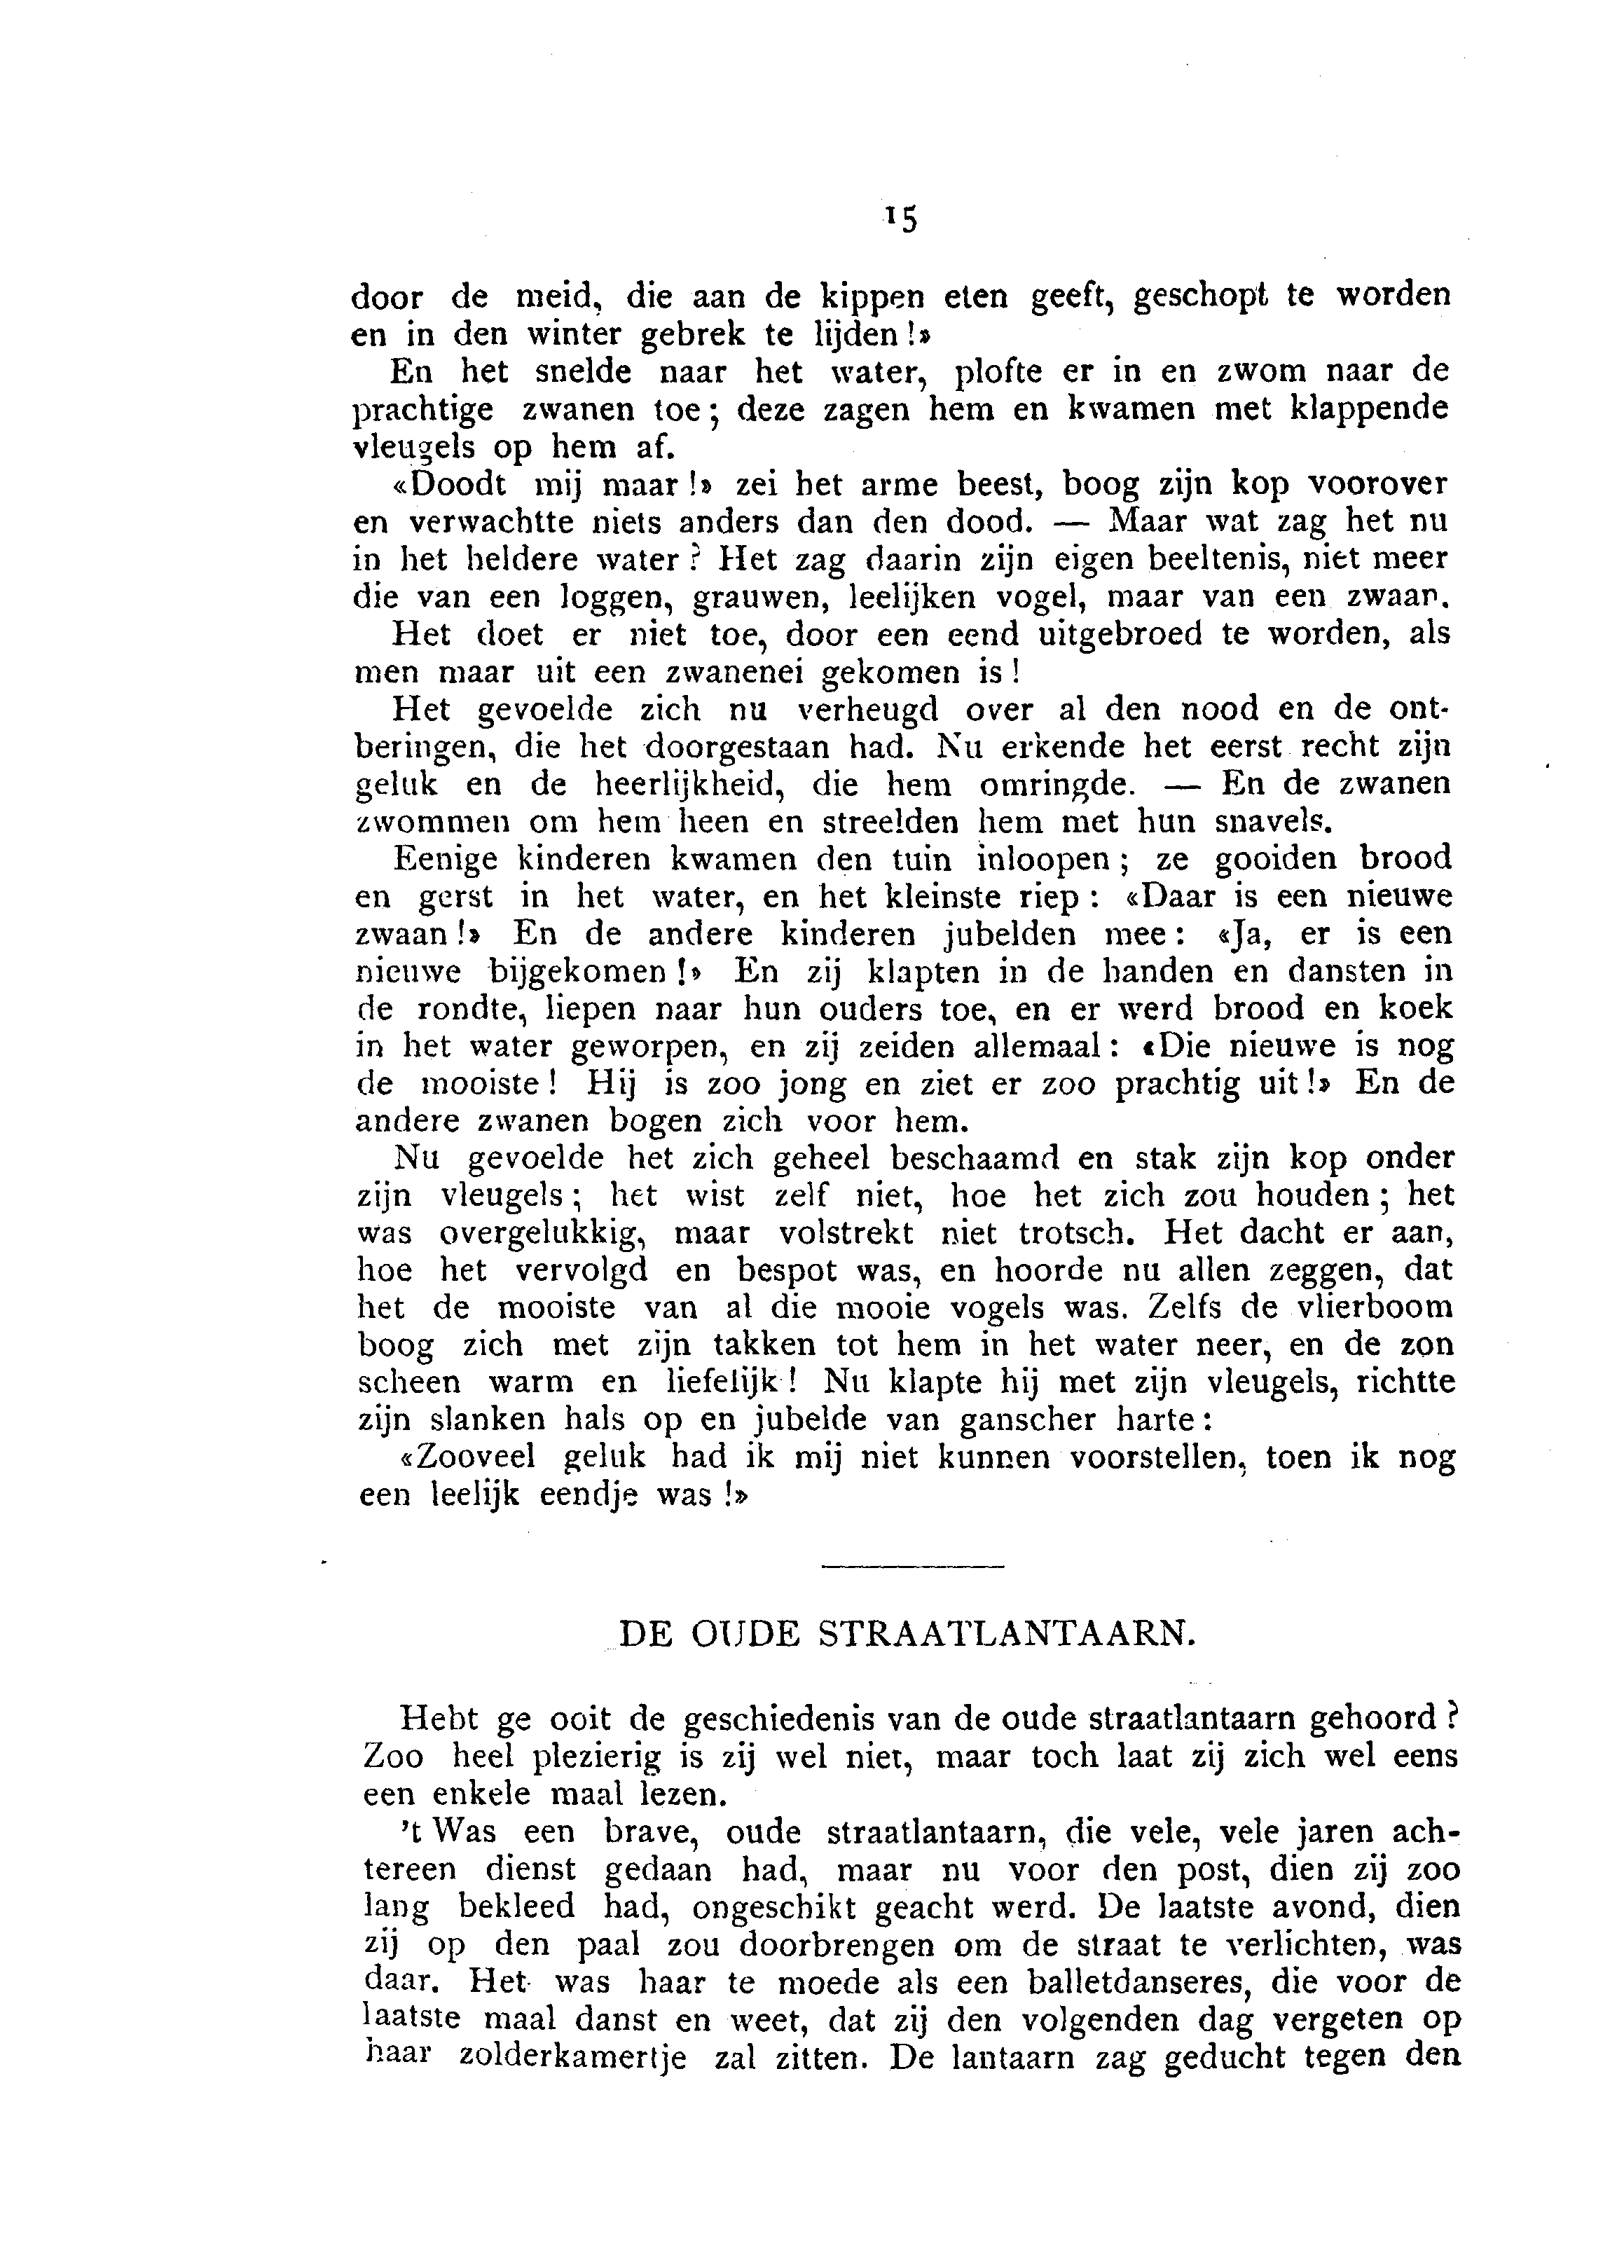 15
door de meid, die aan de kippen eten geeft, geschopt te worden
en in den winter gebrek te lijden !»
En het snelde naar het water, plofte er in en zwom naar de
prachtige zwanen toe ; deze zagen hem en kwamen met klappende
vleugels op hem af.
«Doodt mij maar !» zei het arme beest, boog zijn kop voorover
en verwachtte niets anders dan den dood. — Maar wat zag het nu
in het heldere water ? Het zag daarin zijn eigen beeltenis, niet meer
die van een loggen, grauwen, leelijken vogel, maar van een zwaan.
Het doet er niet toe, door een eend uitgebroed te worden, als
men maar uit een zwanenei gekomen is !
Het gevoelde zich nu verheugd over al den nood en de ont-
beringen, die het doorgestaan had. Nu erkende het eerst recht zijn
geluk en de heerlijkheid, die hem omringde. — En de zwanen
zwommen om hem heen en streelden hem met hun snavels.
Eenige kinderen kwamen den tuin inloopen ; ze gooiden brood
en gerst in het water, en het kleinste riep : «Daar is een nieuwe
zwaan !» En de andere kinderen jubelden mee : «Ja, er is een
nieuwe bijgekomen !» En zij klapten in de handen en dansten in
de rondte, liepen naar hun ouders toe, en er werd brood en koek
in het water geworpen, en zij zeiden allemaal : «Die nieuwe is nog
de mooiste ! Hij is zoo jong en ziet er zoo prachtig uit !» En de
andere zwanen bogen zich voor hem.
Nu gevoelde het zich geheel beschaamd en stak zijn kop onder
zijn vleugels ; het wist zelf niet, hoe het zich zou houden ; het
was overgelukkig, maar volstrekt niet trotsch. Het dacht er aan,
hoe het vervolgd en bespot was, en hoorde nu allen zeggen, dat
het de mooiste van al die mooie vogels was. Zelfs de vlierboom
boog zich met zijn takken tot hem in het water neer, en de zon
scheen warm en liefelijk ! Nu klapte hij met zijn vleugels, richtte
zijn slanken hals op en jubelde van ganscher harte :
«Zooveel geluk had ik mij niet kunnen voorstellen, toen ik nog
een leelijk eendje was !»
DE OUDE STRAATLANTAARN.
Hebt ge ooit de geschiedenis van de oude straatlantaarn gehoord ?
Zoo heel plezierig is zij wel niet, maar toch laat zij zich wel eens
een enkele maal lezen.
't Was een brave, oude straatlantaarn, die vele, vele jaren ach-
tereen dienst gedaan had, maar nu voor den post, dien zij zoo
lang bekleed had, ongeschikt geacht werd. De laatste avond, dien
zij op den paal zou doorbrengen om de straat te verlichten, was
daar. Het was haar te moede als een balletdanseres, die voor de
laatste maal danst en weet, dat zij den volgenden dag vergeten op
haar zolderkamertje zal zitten. De lantaarn zag geducht tegen den